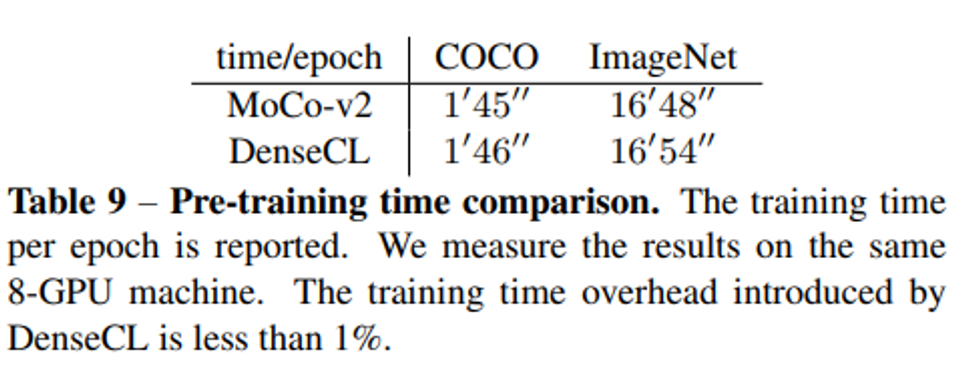 time/epoch COCO ImageNet
MoCo-v2 1′45″ 16′48″
DenseCL 1′46″ 16′54″
Table 9 – Pre-training time comparison. The training time
per epoch is reported. We measure the results on the same
8-GPU machine. The training time overhead introduced by
DenseCL is less than 1%.